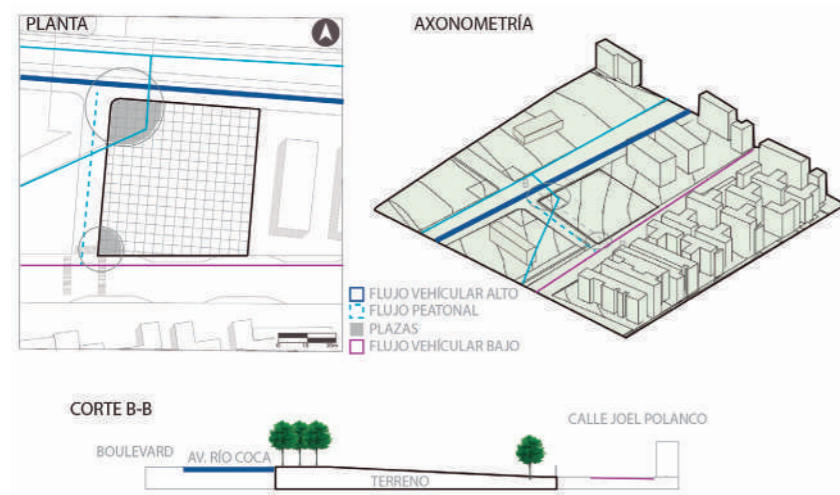 PLANTA
AXONOMETRÍA
FLUJO VEHÍCULAR ALTO
FLUJO PEATONAL
PLAZAS
FLUJO VEHÍCULAR BAJO
CORTE B-B
CALLE JOEL POLANCO
BOULEVARD
AV. RÍO COCA
TERRENO